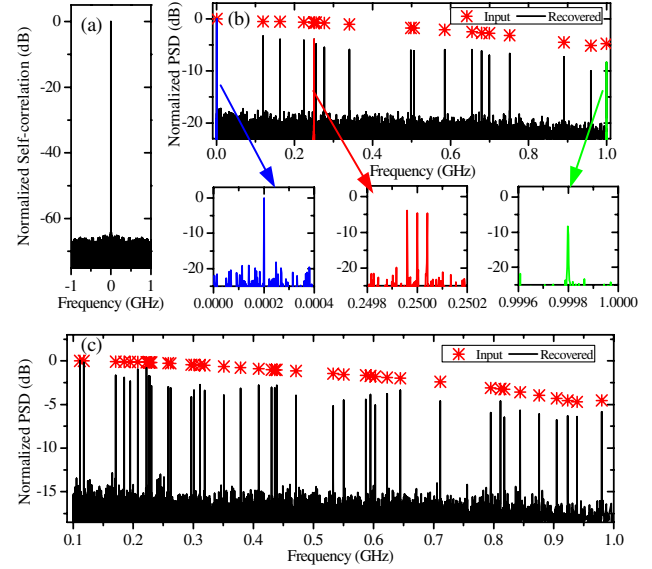 (a)
Normalized Self-correlation (dB)
0
-20
-40
-60
-1 0 1
Frequency (GHz)
(b)
Input Recovered
Normalized PSD (dB)
0
-10
-20
0.0 0.2 0.4 0.6 0.8 1.0
Frequency (GHz)
0
-10
-20
0.0000 0.0002 0.0004
0
-10
-20
0.2498 0.2500 0.2502
0
-10
-20
0.9996 0.9998 1.0000
(c)
Input Recovered
Normalized PSD (dB)
5
0
-5
-10
-15
0.1 0.2 0.3 0.4 0.5 0.6 0.7 0.8 0.9 1.0
Frequency (GHz)